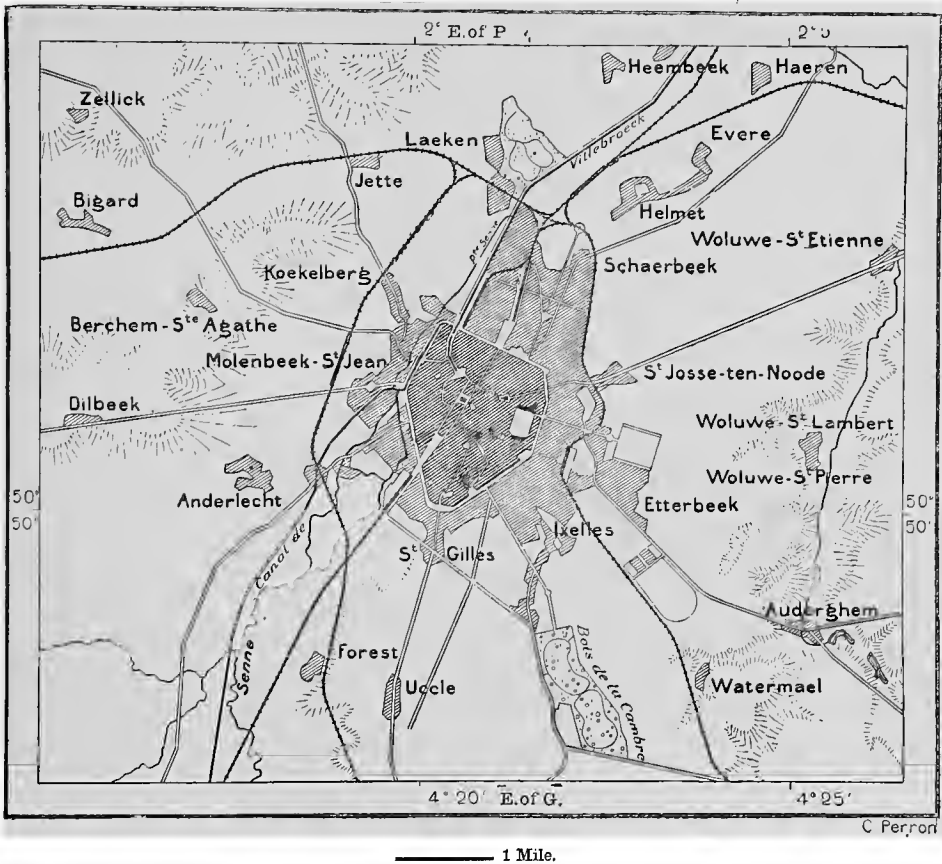 2° E. of P
2°
Heembeek
Haeren
Zellick
Laeken
Villebroeck
Evere
Jette
Bigard
Helmet
Woluwe-Sᵗ Etienne
Schaerbeek
Koekelberg
Berchem-Sᵗᵉ Agathe
Molenbeek-Sᵗ Jean
Sᵗ Josse-ten-Noode
Dilbeek
Woluwe-Sᵗ Lambert
Woluwe-Sᵗ Pierre
Anderlecht
Etterbeek
50°
50'
50°
50'
Ixelles
Sᵗ Gilles
Canal de
Auderghem
Senne
Forest
Bois de la Cambre
Uccle
Watermael
4° 20' E. of G.
4° 25'
C Perron
1 Mile.